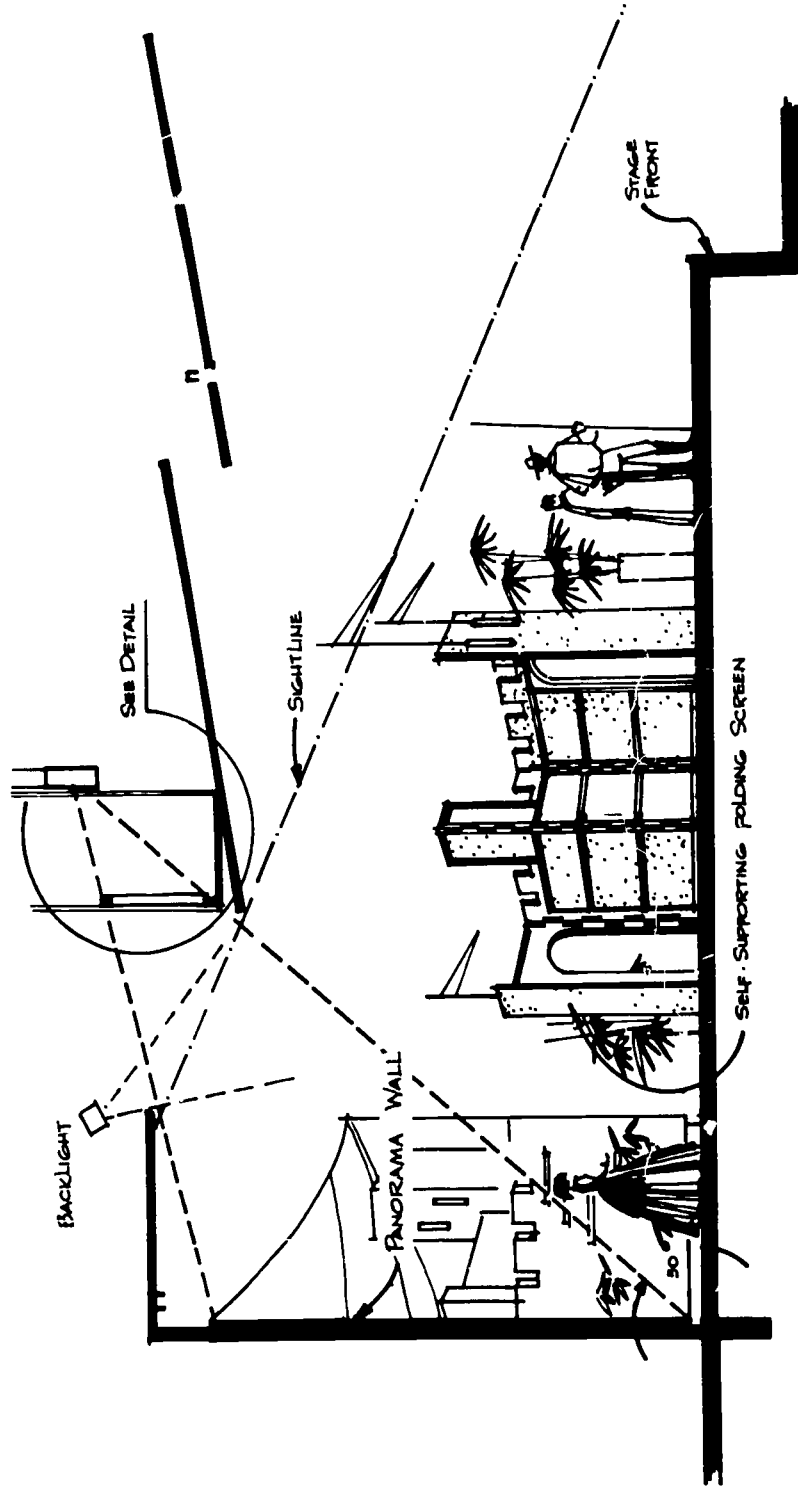 BACKLIGHT
SEE DETAIL
SIGHTLINE
STAGE
FRONT
PANORAMA WALL
30
SELF-SUPPORTING FOLDING SCREEN